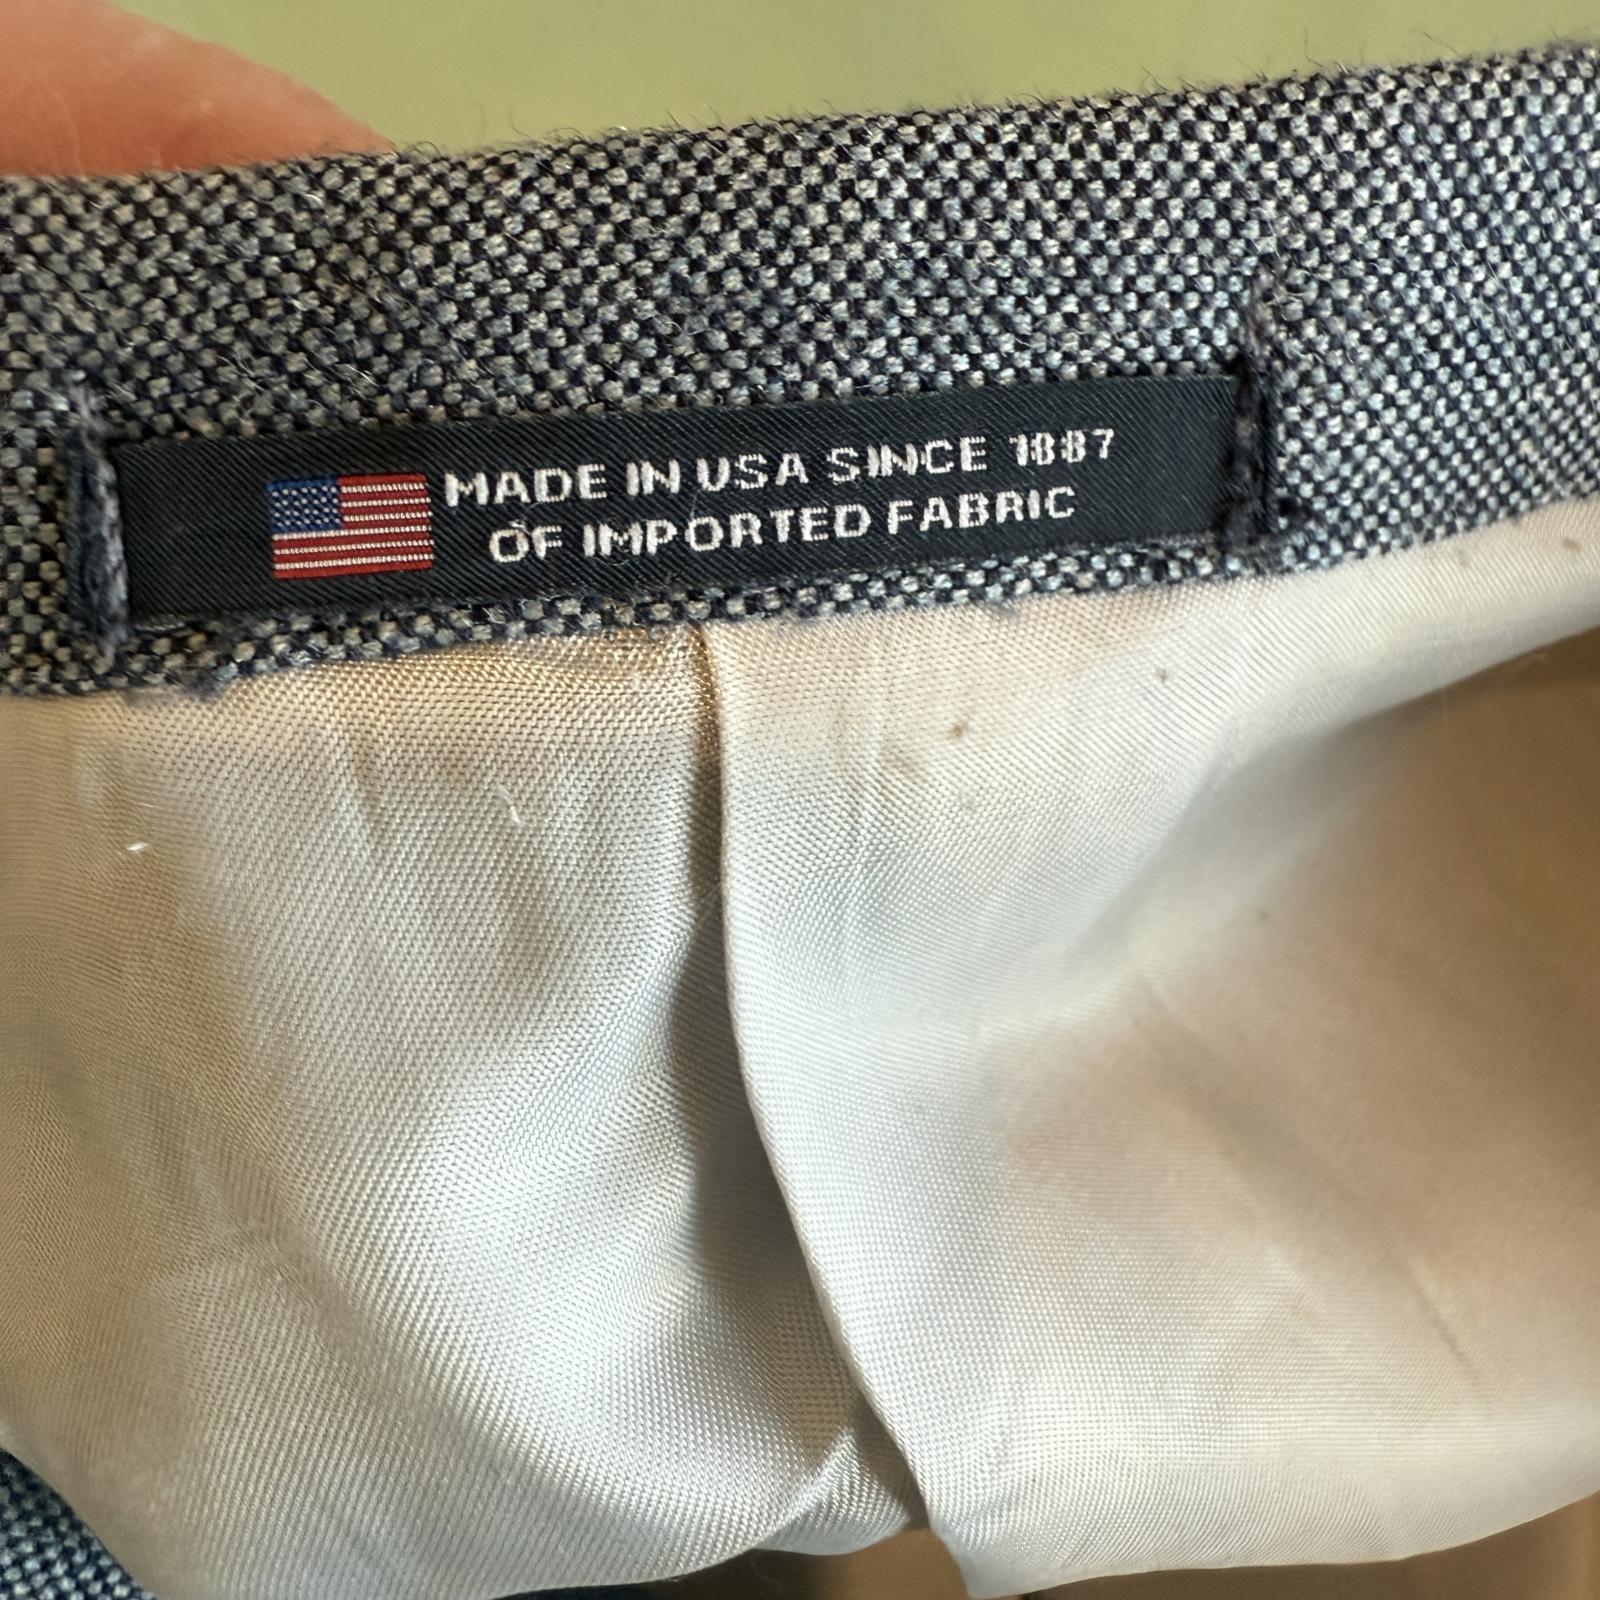 MADE IN USA SINCE 1887
OF IMPORTED FABRIC